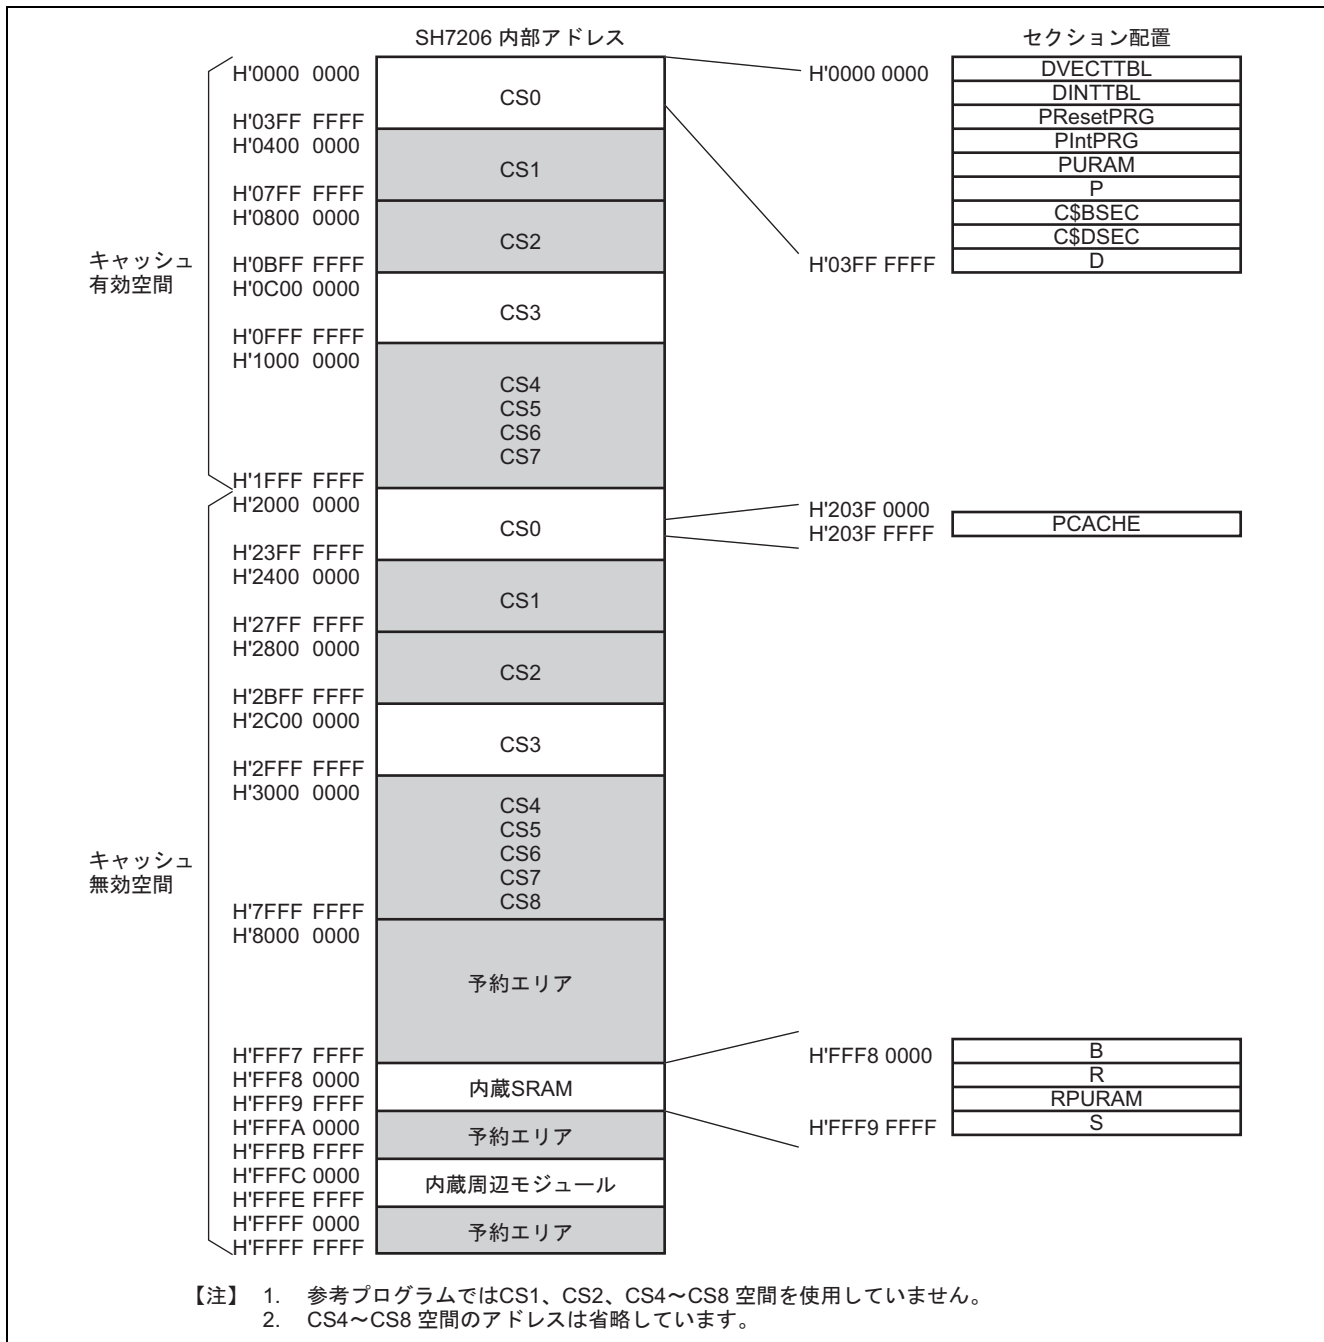 SH7206 内部アドレス
セクション配置
キャッシュ
有効空間
H'0000 0000
H'03FF FFFF
H'0400 0000
H'07FF FFFF
H'0800 0000
H'0BFF FFFF
H'0C00 0000
H'0FFF FFFF
H'1000 0000
H'1FFF FFFF
CS0
CS1
CS2
CS3
CS4
CS5
CS6
CS7
H'0000 0000
H'03FF FFFF
DVECTTBL
DINTTBL
PResetPRG
PIntPRG
PURAM
P
C$BSEC
C$DSEC
D
キャッシュ
無効空間
H'2000 0000
H'23FF FFFF
H'2400 0000
H'27FF FFFF
H'2800 0000
H'2BFF FFFF
H'2C00 0000
H'2FFF FFFF
H'3000 0000
H'7FFF FFFF
H'8000 0000
H'FFF7 FFFF
H'FFF8 0000
H'FFF9 FFFF
H'FFFA 0000
H'FFFB FFFF
H'FFFC 0000
H'FFFE FFFF
H'FFFF 0000
H'FFFF FFFF
CS0
CS1
CS2
CS3
CS4
CS5
CS6
CS7
CS8
予約エリア
内蔵SRAM
予約エリア
内蔵周辺モジュール
予約エリア
H'203F 0000
H'203F FFFF
PCACHE
H'FFF8 0000
H'FFF9 FFFF
B
R
RPURAM
S
【注】 1. 参考プログラムではCS1、CS2、CS4～CS8 空間を使用していません。
2. CS4～CS8 空間のアドレスは省略しています。